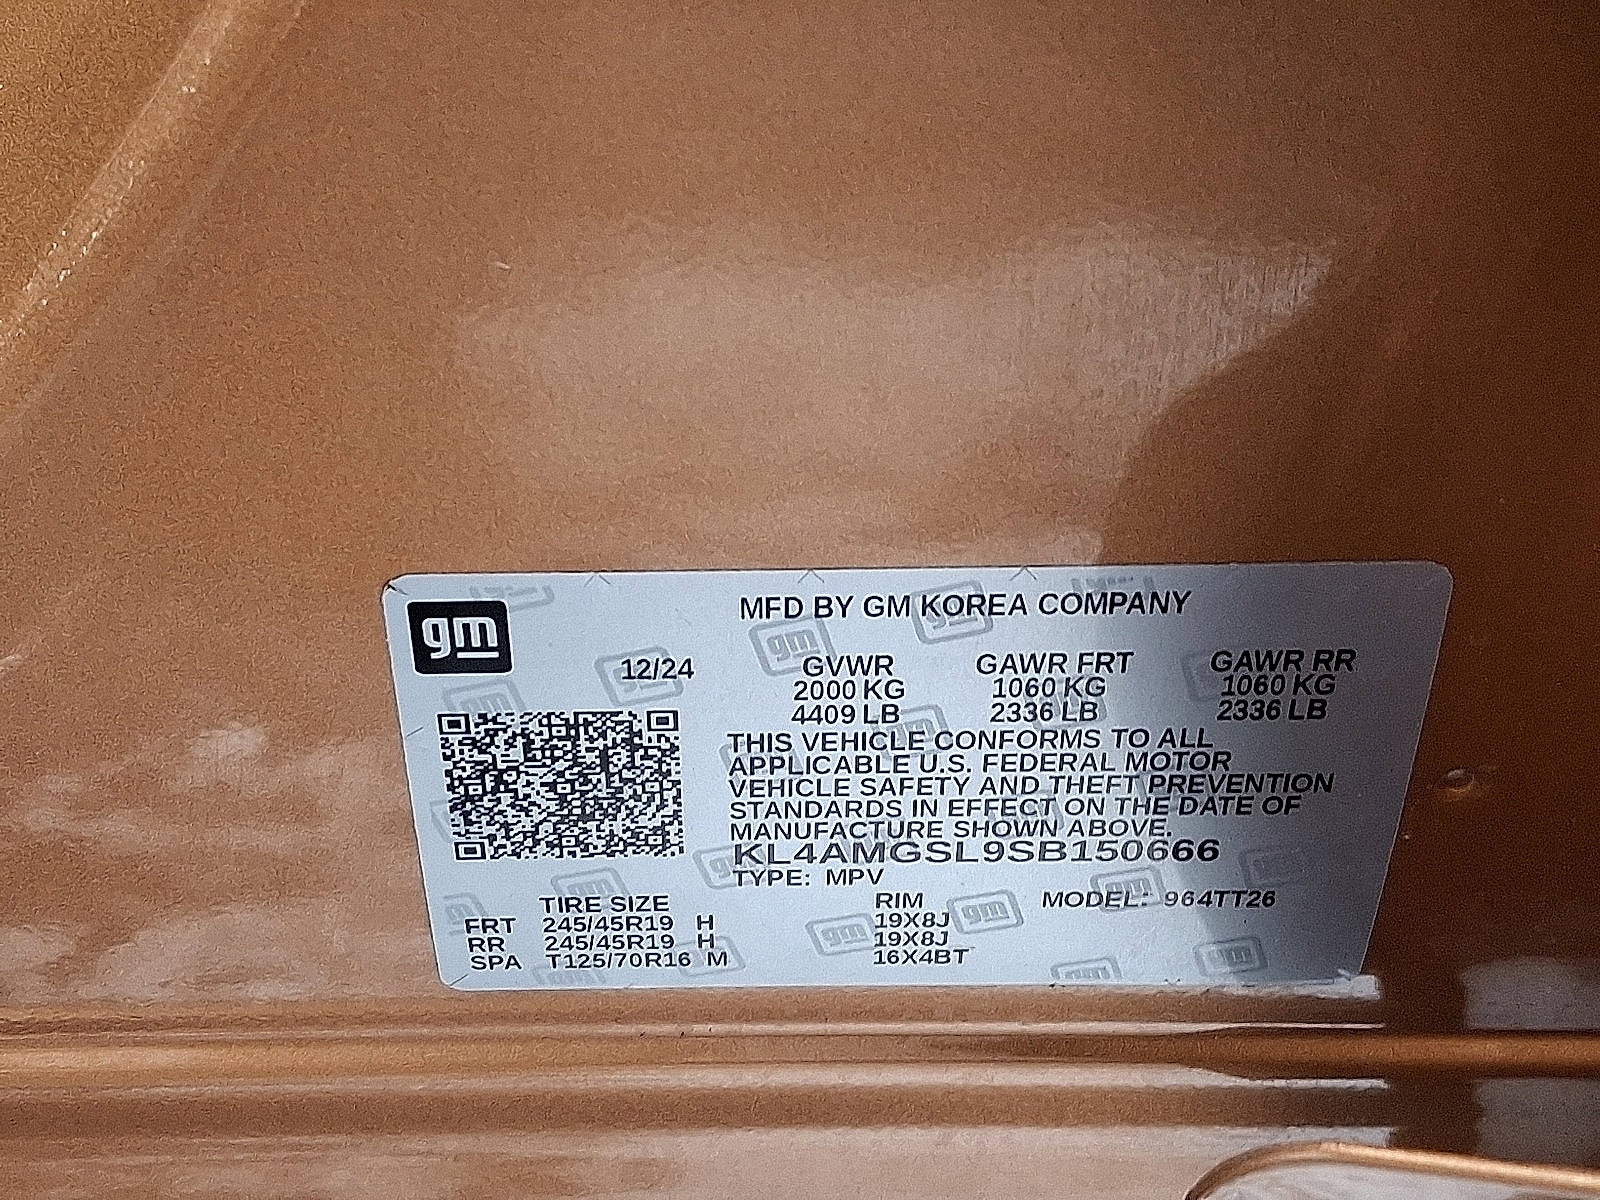 gm
MFD BY GM KOREA COMPANY
12/24 GVWR GAWR FRT GAWR RR
2000 KG 1060 KG 1060 KG
4409 LB 2336 LB 2336 LB
THIS VEHICLE CONFORMS TO ALL
APPLICABLE U.S. FEDERAL MOTOR
VEHICLE SAFETY AND THEFT PREVENTION
STANDARDS IN EFFECT ON THE DATE OF
MANUFACTURE SHOWN ABOVE.
KL4AMGSL9SB150666
TYPE: MPV
TIRE SIZE RIM MODEL: 964TT26
FRT 245/45R19 H 19X8J
RR 245/45R19 H 19X8J
SPA T125/70R16 M 16X4BT